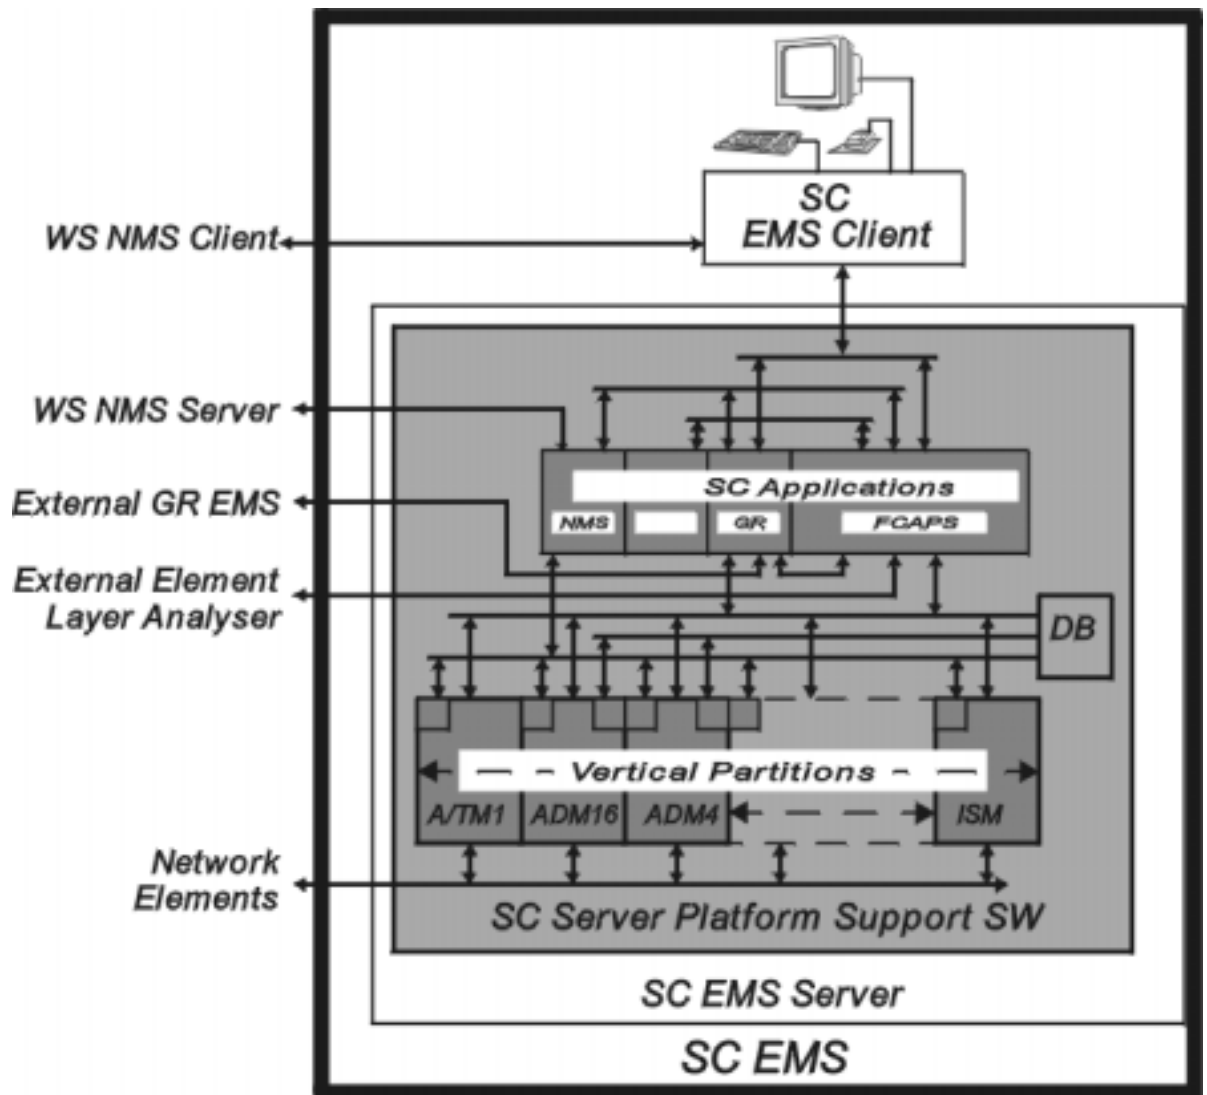 SC
EMS Client
WS NMS Client
WS NMS Server
SC Applications
External GR EMS
NMS
GR
FCAPS
External Element
Layer Analyser
DB
Vertical Partitions
A/TM1
ADM16
ADM4
ISM
Network
Elements
SC Server Platform Support SW
SC EMS Server
SC EMS